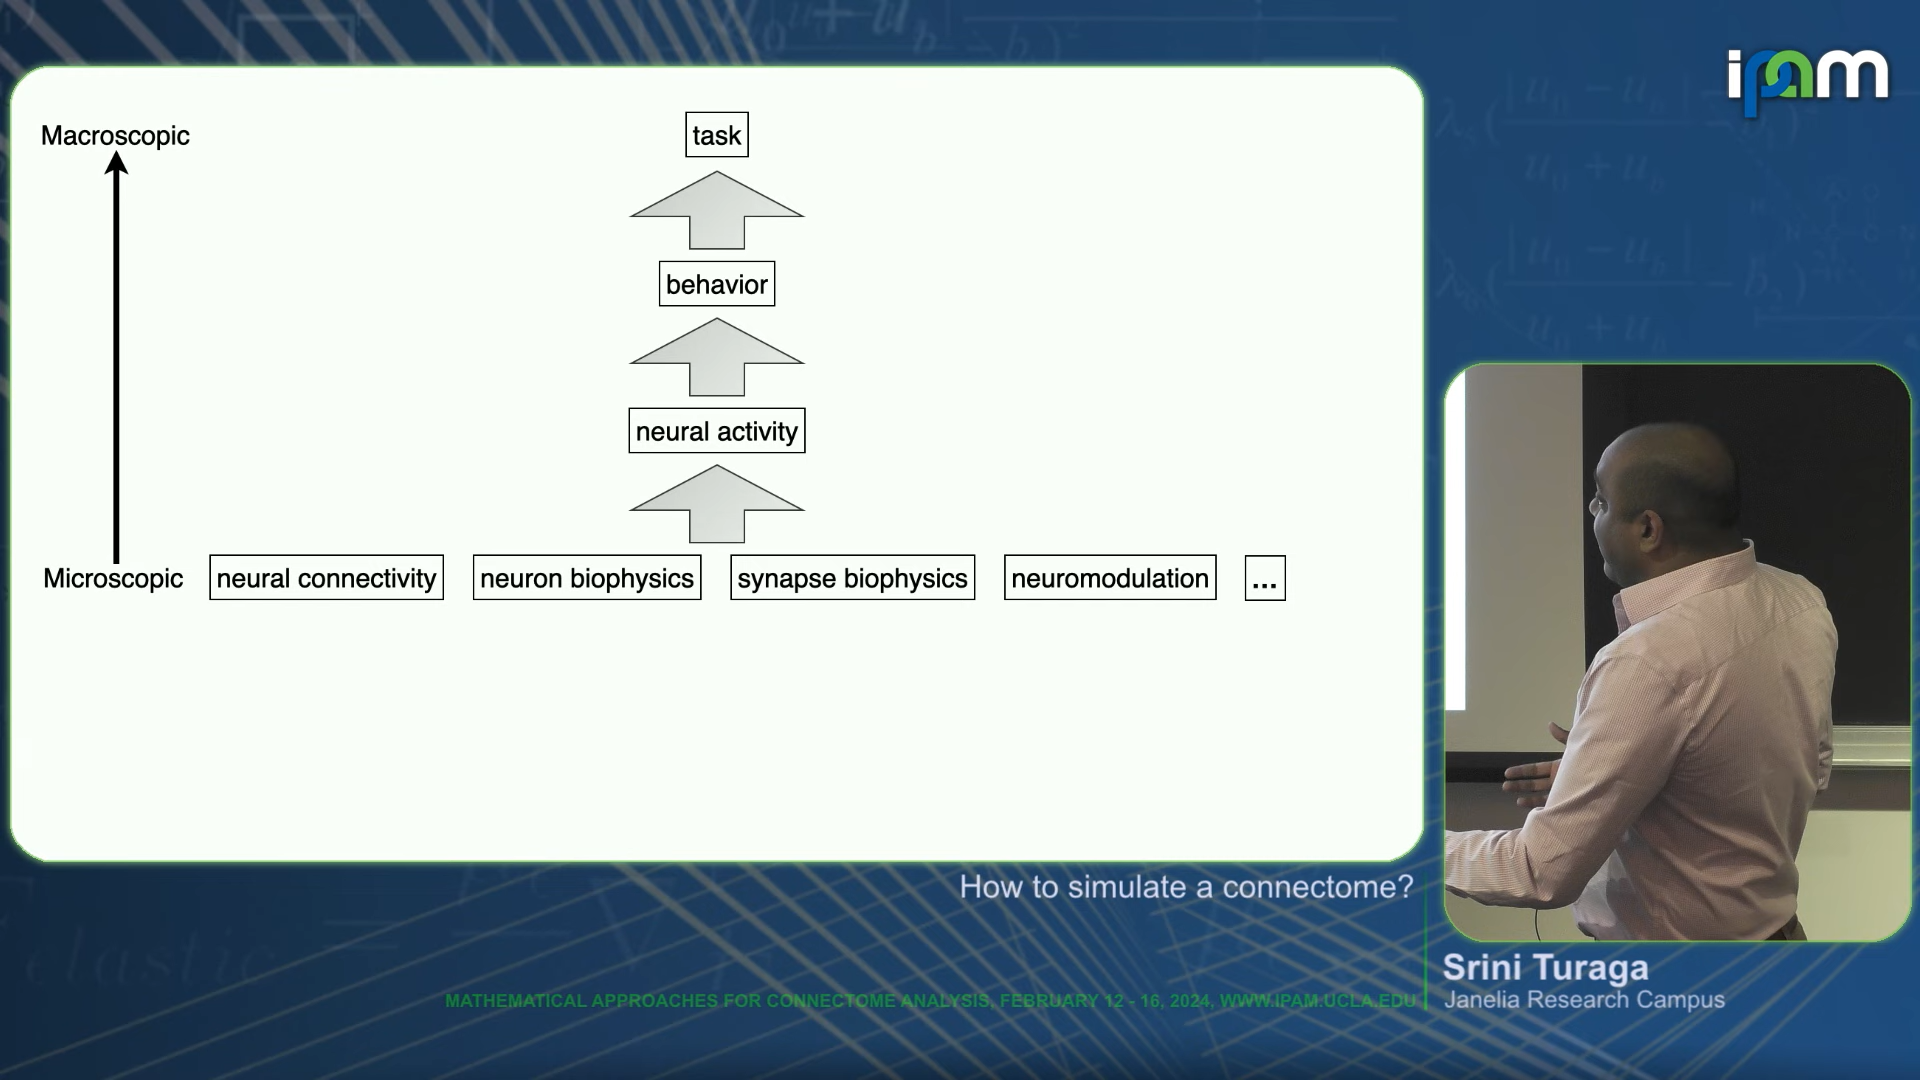 ipam
Macroscopic
task
behavior
neural activity
Microscopic
neural connectivity
neuron biophysics
synapse biophysics
neuromodulation
...
How to simulate a connectome?
Srini Turaga
Janelia Research Campus
MATHEMATICAL APPROACHES FOR CONNECTOME ANALYSIS, FEBRUARY 12 - 16, 2024, WWW.IPAM.UCLA.EDU
elastic